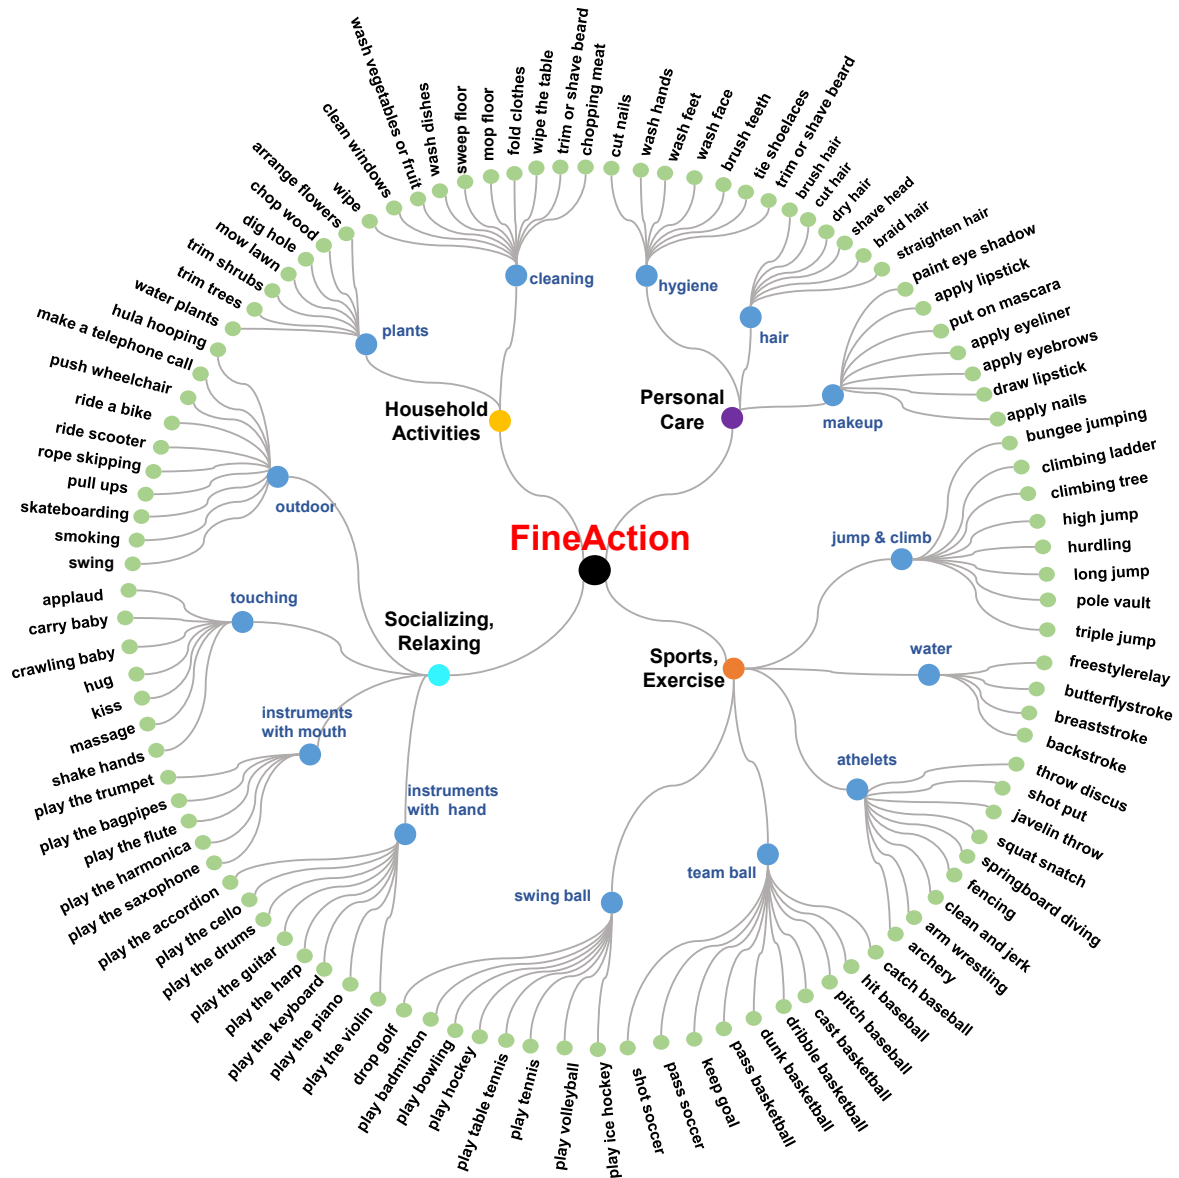 FineAction
Household
Activities
cleaning
wipe
clean windows
wash vegetables or fruit
wash dishes
sweep floor
mop floor
fold clothes
wipe the table
trim or shave beard
chopping meat
plants
arrange flowers
chop wood
dig hole
mow lawn
trim shrubs
trim trees
water plants
Personal
Care
hygiene
cut nails
wash hands
wash feet
wash face
brush teeth
tie shoelaces
trim or shave beard
hair
brush hair
cut hair
dry hair
shave head
braid hair
straighten hair
makeup
paint eye shadow
apply lipstick
put on mascara
apply eyeliner
apply eyebrows
draw lipstick
apply nails
Sports,
Exercise
jump & climb
bungee jumping
climbing ladder
climbing tree
high jump
hurdling
long jump
pole vault
triple jump
water
freestylerelay
butterflystroke
breaststroke
backstroke
athelets
throw discus
shot put
javelin throw
squat snatch
springboard diving
fencing
clean and jerk
arm wrestling
archery
team ball
catch baseball
hit baseball
pitch baseball
cast basketball
dribble basketball
dunk basketball
pass basketball
keep goal
pass soccer
shot soccer
swing ball
play ice hockey
play volleyball
play tennis
play table tennis
play hockey
play bowling
play badminton
drop golf
Socializing,
Relaxing
instruments
with hand
play the violin
play the piano
play the keyboard
play the harp
play the guitar
play the drums
play the cello
play the accordion
instruments
with mouth
play the saxophone
play the harmonica
play the flute
play the bagpipes
play the trumpet
touching
shake hands
massage
kiss
hug
crawling baby
carry baby
applaud
outdoor
swing
smoking
skateboarding
pull ups
rope skipping
ride scooter
ride a bike
push wheelchair
make a telephone call
hula hooping